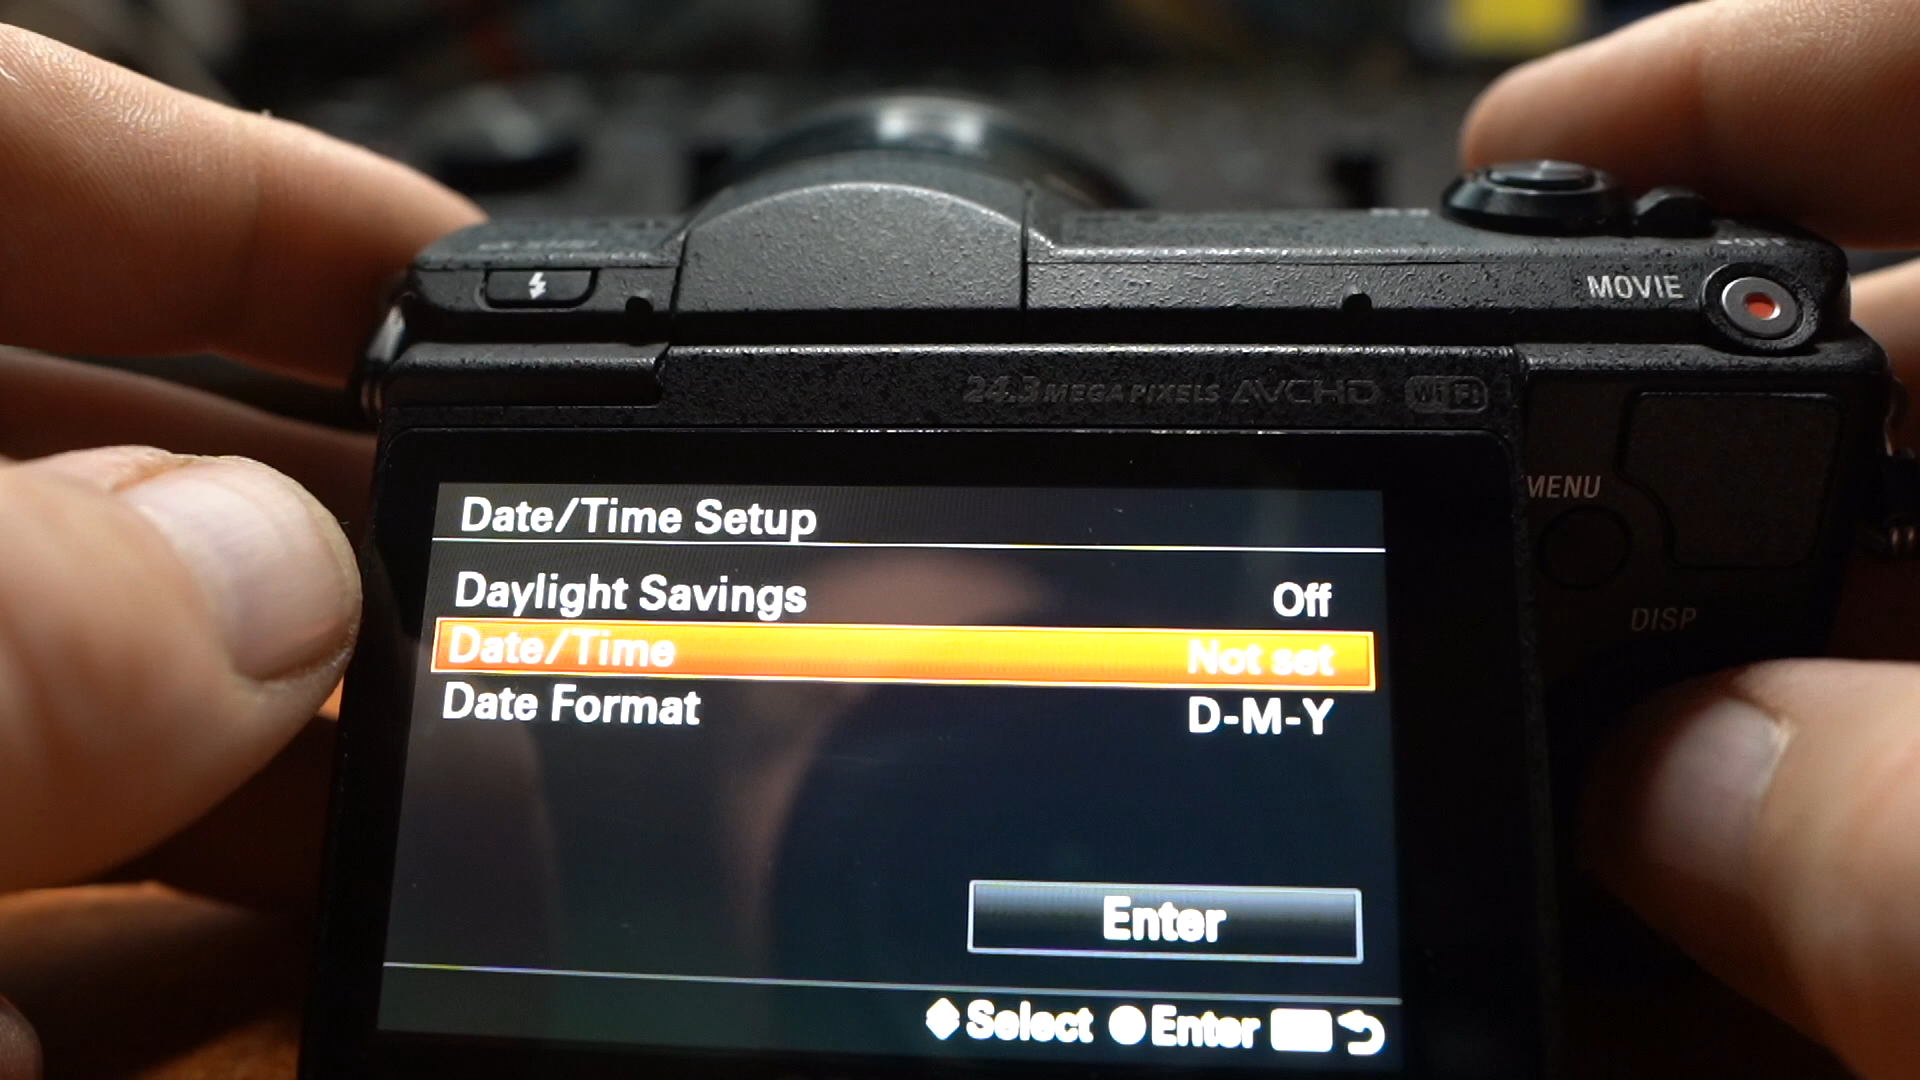 MOVIE
24.3 MEGA PIXELS AVCHD Wi Fi
MENU
DISP
Date/Time Setup
Daylight Savings Off
Date/Time Not set
Date Format D-M-Y
Enter
Select Enter